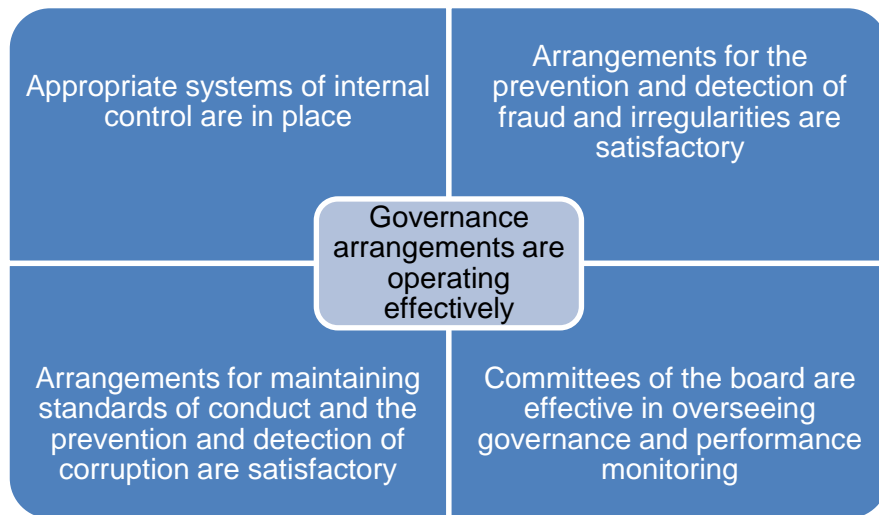 Appropriate systems of internal
control are in place
Arrangements for the
prevention and detection of
fraud and irregularities are
satisfactory
Governance
arrangements are
operating
effectively
Arrangements for maintaining
standards of conduct and the
prevention and detection of
corruption are satisfactory
Committees of the board are
effective in overseeing
governance and performance
monitoring